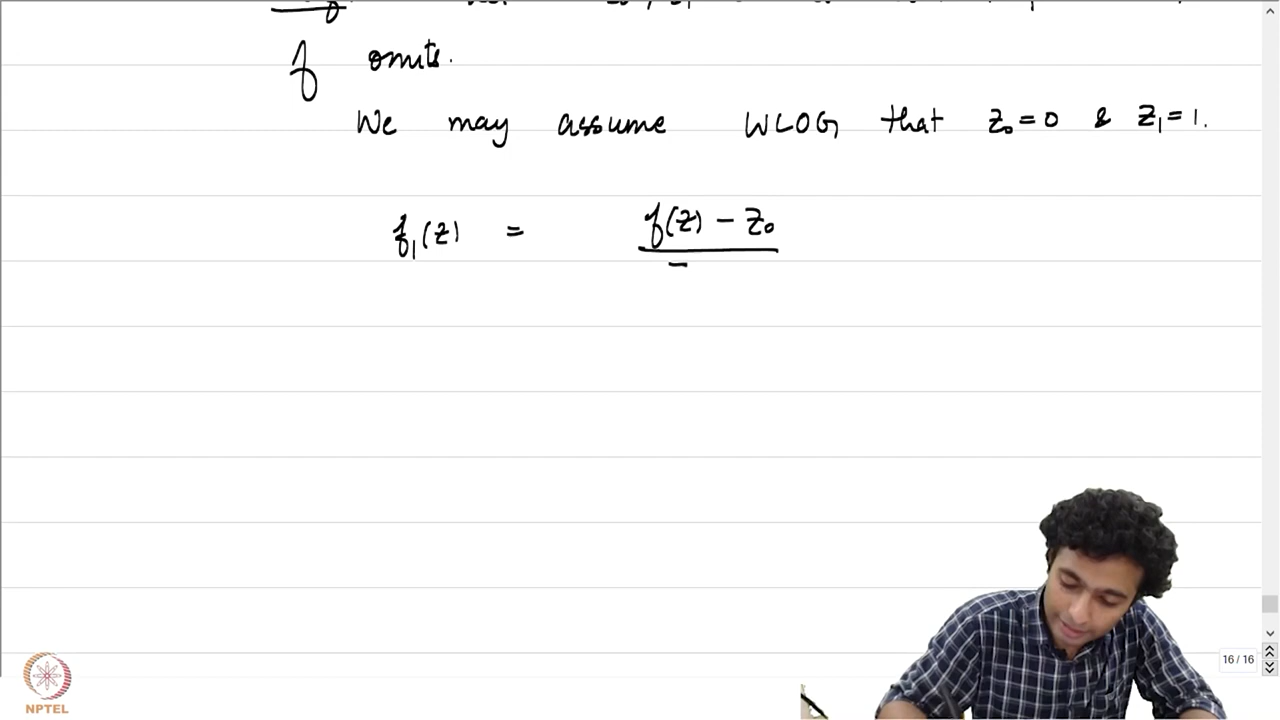 f omits.
We may assume WLOG that z₀ = 0 & z₁ = 1.
f₁(z) = f(z) − z₀
16 / 16
NPTEL